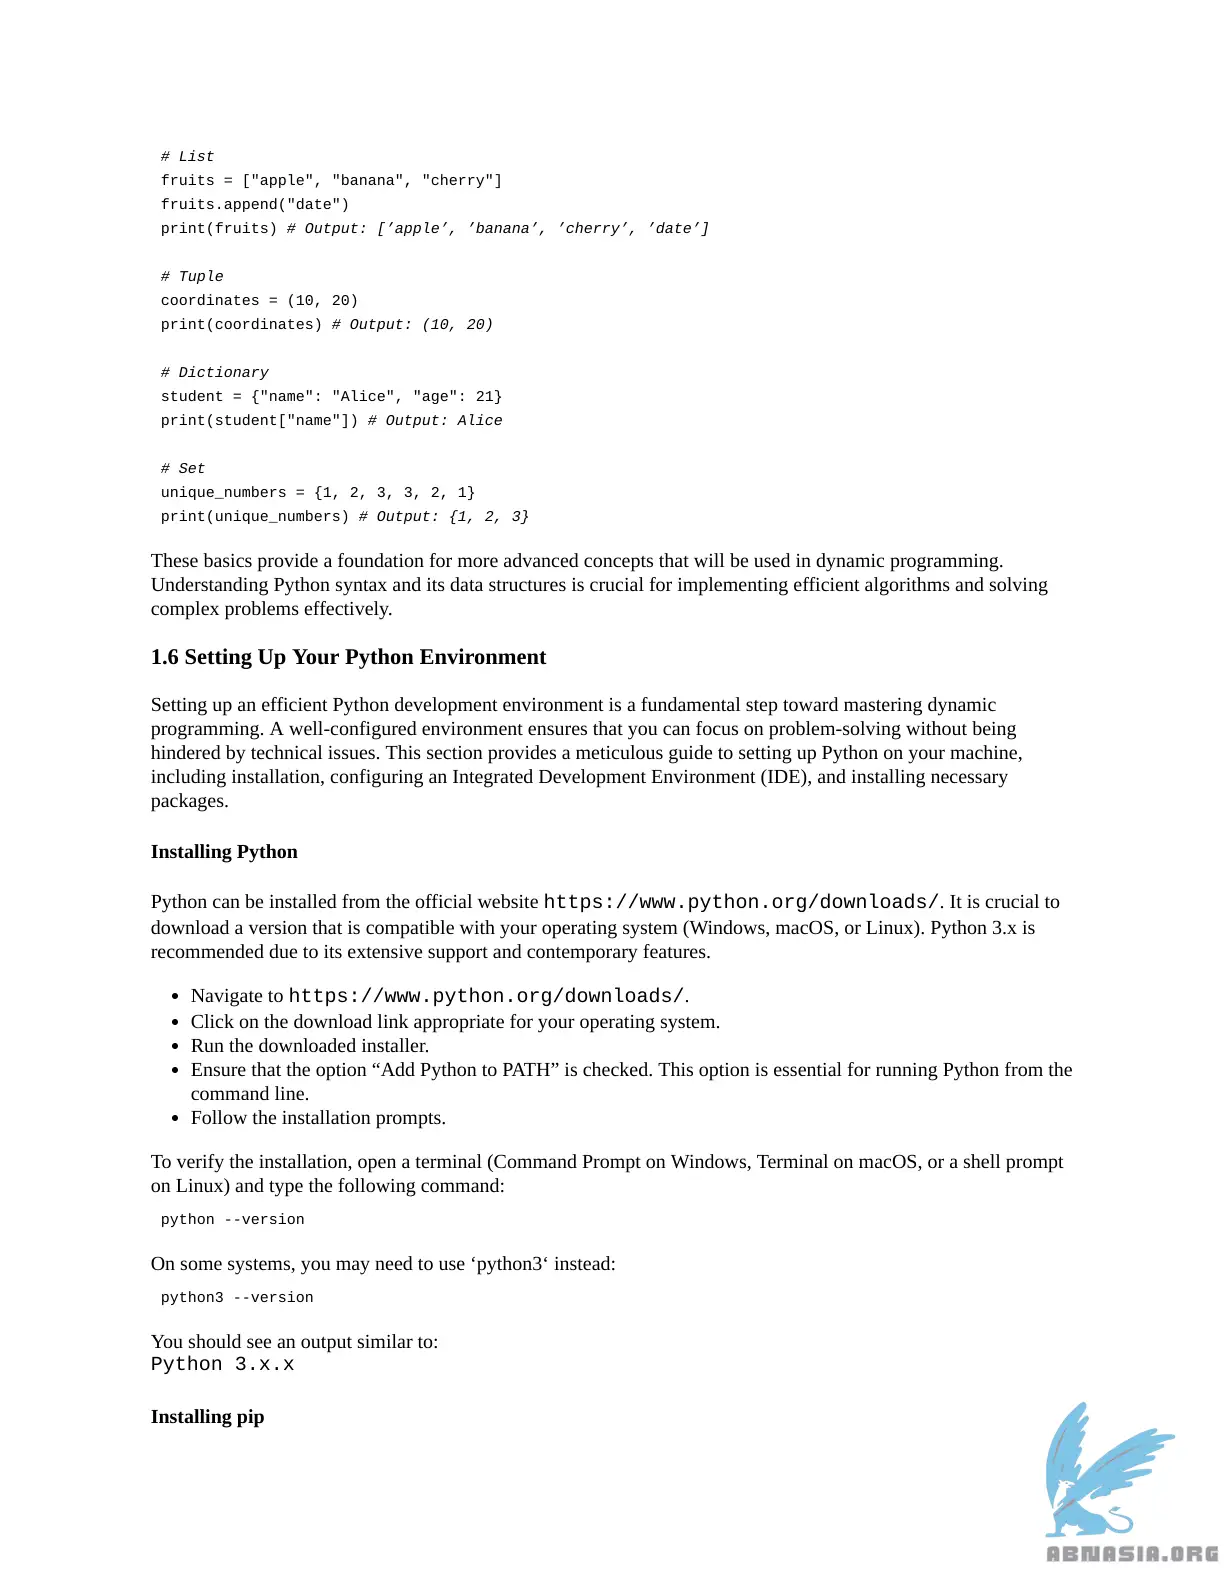 # List
fruits = ["apple", "banana", "cherry"]
fruits.append("date")
print(fruits) # Output: [’apple’, ’banana’, ’cherry’, ’date’]
# Tuple
coordinates = (10, 20)
print(coordinates) # Output: (10, 20)
# Dictionary
student = {"name": "Alice", "age": 21}
print(student["name"]) # Output: Alice
# Set
unique_numbers = {1, 2, 3, 3, 2, 1}
print(unique_numbers) # Output: {1, 2, 3}
These basics provide a foundation for more advanced concepts that will be used in dynamic programming.
Understanding Python syntax and its data structures is crucial for implementing efficient algorithms and solving
complex problems effectively.
1.6 Setting Up Your Python Environment
Setting up an efficient Python development environment is a fundamental step toward mastering dynamic
programming. A well-configured environment ensures that you can focus on problem-solving without being
hindered by technical issues. This section provides a meticulous guide to setting up Python on your machine,
including installation, configuring an Integrated Development Environment (IDE), and installing necessary
packages.
Installing Python
Python can be installed from the official website https://www.python.org/downloads/. It is crucial to
download a version that is compatible with your operating system (Windows, macOS, or Linux). Python 3.x is
recommended due to its extensive support and contemporary features.
• Navigate to https://www.python.org/downloads/.
• Click on the download link appropriate for your operating system.
• Run the downloaded installer.
• Ensure that the option “Add Python to PATH” is checked. This option is essential for running Python from the
command line.
• Follow the installation prompts.
To verify the installation, open a terminal (Command Prompt on Windows, Terminal on macOS, or a shell prompt
on Linux) and type the following command:
python --version
On some systems, you may need to use ‘python3‘ instead:
python3 --version
You should see an output similar to:
Python 3.x.x
Installing pip
ABNASIA.ORG